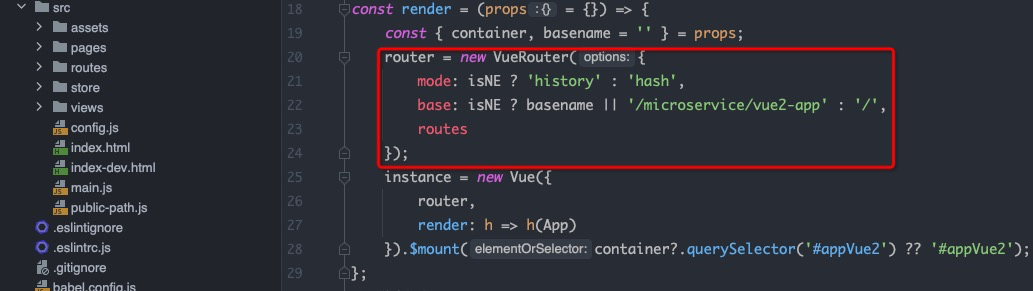 src
assets
pages
routes
store
views
config.js
index.html
index-dev.html
main.js
public-path.js
.eslintignore
.eslintrc.js
.gitignore
babel.config.js
18 const render = (props :{} = {}) => {
19 const { container, basename = '' } = props;
20 router = new VueRouter( options: {
21 mode: isNE ? 'history' : 'hash',
22 base: isNE ? basename || '/microservice/vue2-app' : '/',
23 routes
24 });
25 instance = new Vue({
26 router,
27 render: h => h(App)
28 }).$mount( elementOrSelector: container?.querySelector('#appVue2') ?? '#appVue2');
29 };